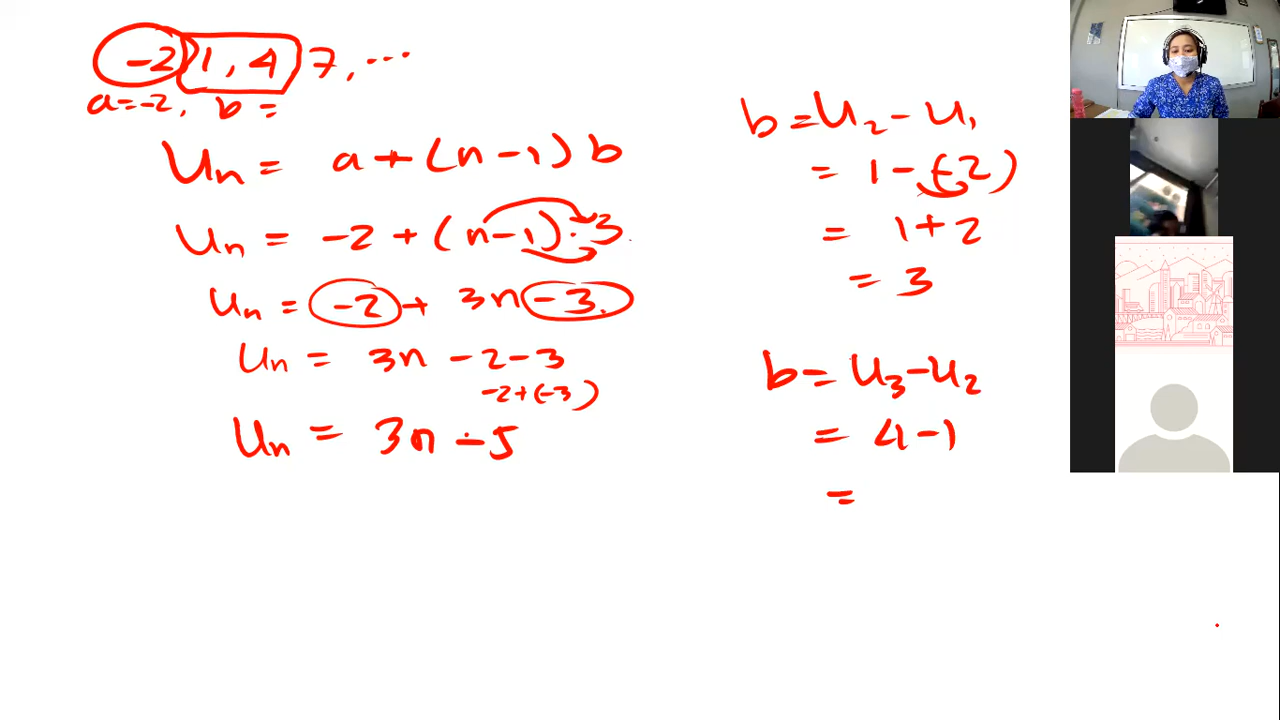 -2 1, 4 7, ...
a = -2, b =
Un = a + (n - 1) b
Un = -2 + (n - 1) . 3
Un = -2 + 3n - 3.
Un = 3n - 2 - 3
-2 + (-3)
Un = 3n - 5
b = U2 - U1
= 1 - (-2)
= 1 + 2
= 3
b = U3 - U2
= 4 - 1
=